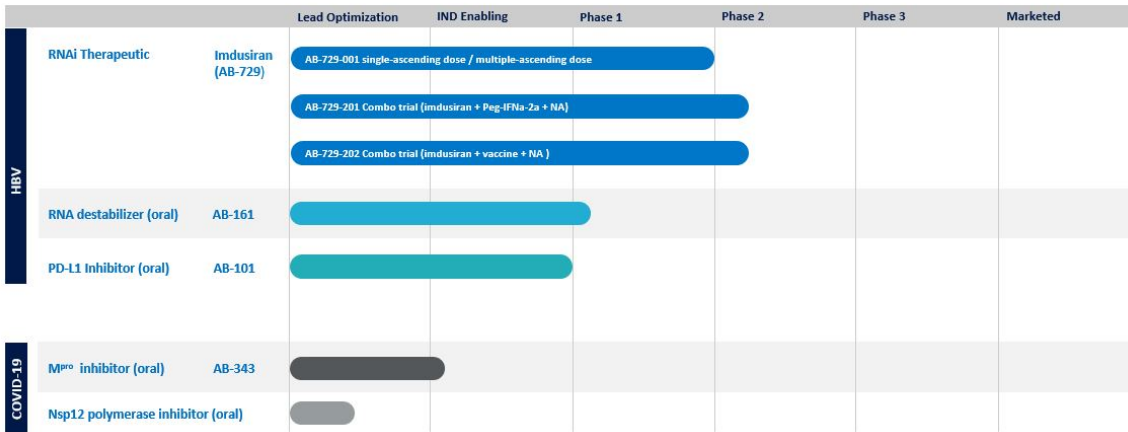 Lead Optimization IND Enabling Phase 1 Phase 2 Phase 3 Marketed
HBV
RNAi Therapeutic Imdusiran
(AB-729)
AB-729-001 single-ascending dose / multiple-ascending dose
AB-729-201 Combo trial (imdusiran + Peg-IFNa-2a + NA)
AB-729-202 Combo trial (imdusiran + vaccine + NA )
RNA destabilizer (oral) AB-161
PD-L1 Inhibitor (oral) AB-101
COVID-19
Mᵖʳᵒ inhibitor (oral) AB-343
Nsp12 polymerase inhibitor (oral)